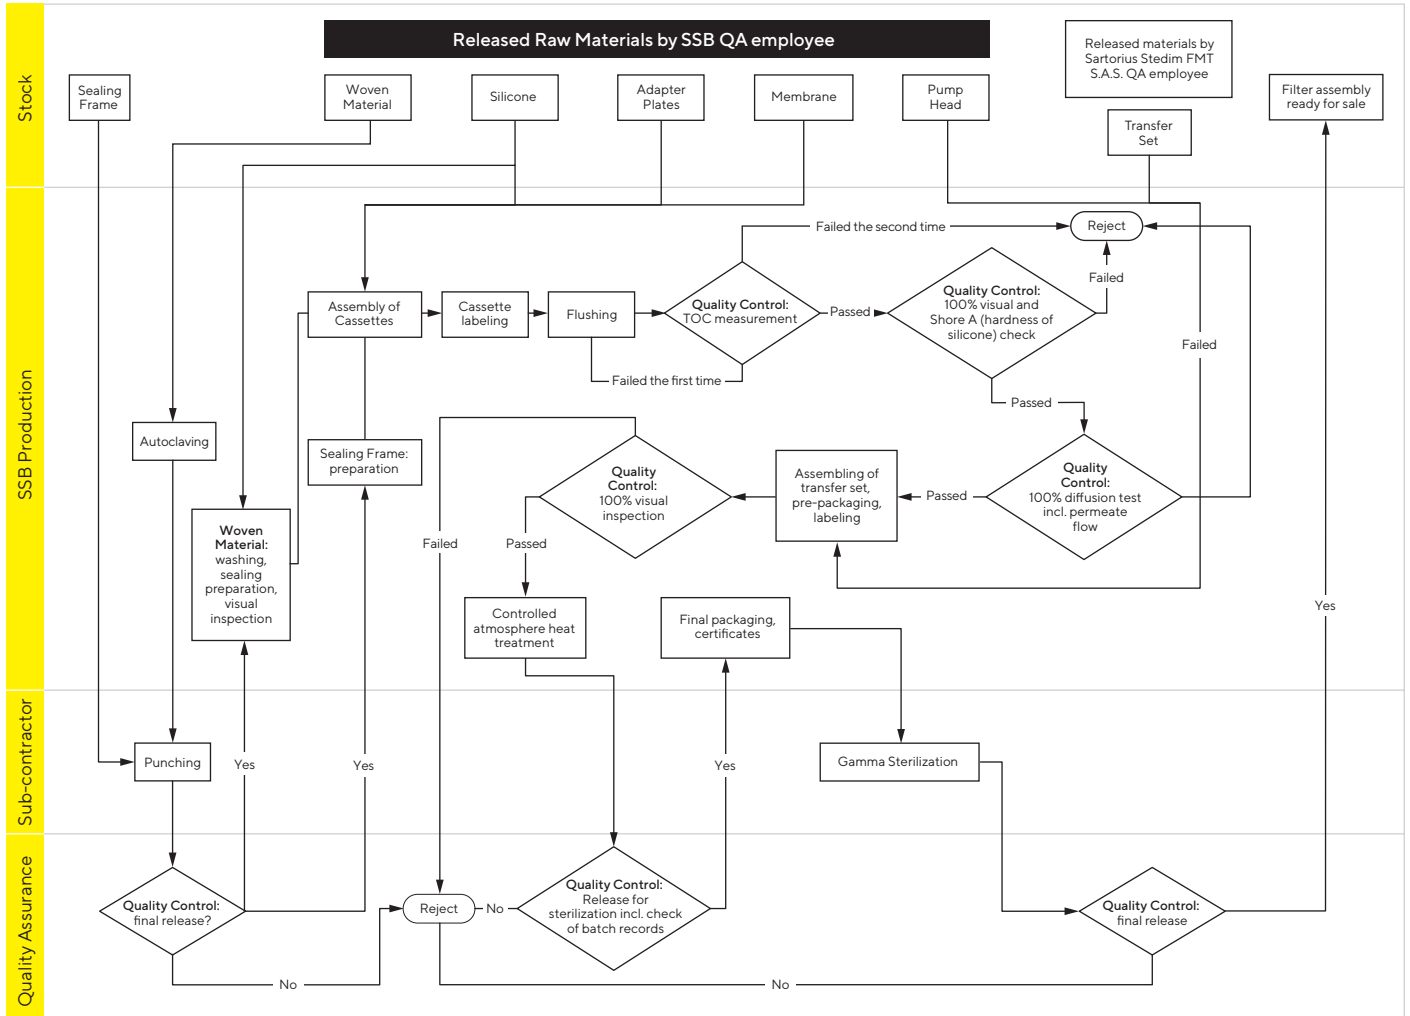 Released Raw Materials by SSB QA employee
Released materials by
Sartorius Stedim FMT
S.A.S. QA employee
Stock
Sealing
Frame
Woven
Material
Silicone
Adapter
Plates
Membrane
Pump
Head
Transfer
Set
Filter assembly
ready for sale
SSB Production
Failed the second time
Reject
Failed
Assembly of
Cassettes
Cassette
labeling
Flushing
Quality Control:
TOC measurement
Passed
Quality Control:
100% visual and
Shore A (hardness of
silicone) check
Failed
Failed the first time
Passed
Autoclaving
Sealing Frame:
preparation
Quality
Control:
100% visual
inspection
Assembling of
transfer set,
pre-packaging,
labeling
Passed
Quality
Control:
100% diffusion test
incl. permeate
flow
Woven
Material:
washing,
sealing
preparation,
visual
inspection
Failed
Passed
Controlled
atmosphere heat
treatment
Final packaging,
certificates
Yes
Sub-contractor
Punching
Yes
Yes
Yes
Gamma Sterilization
Quality Assurance
Quality Control:
final release?
Reject
No
Quality Control:
Release for
sterilization incl. check
of batch records
Quality Control:
final release
No
No